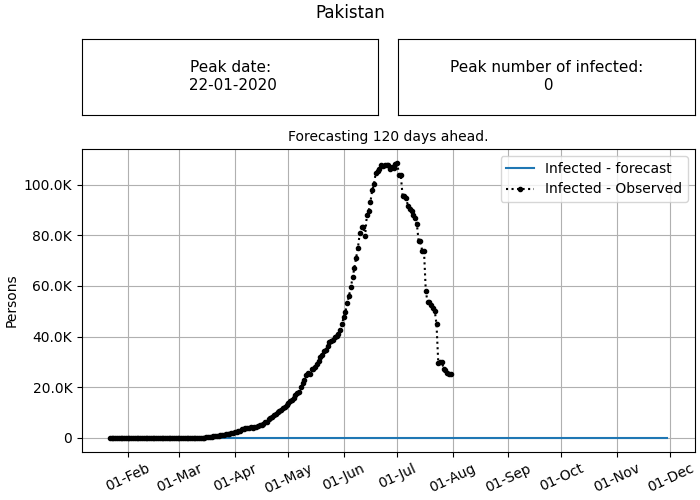 Pakistan
Peak date:
22-01-2020
Peak number of infected:
0
Forecasting 120 days ahead.
Infected - forecast
Infected - Observed
Persons
100.0K
80.0K
60.0K
40.0K
20.0K
0
01-Feb
01-Mar
01-Apr
01-May
01-Jun
01-Jul
01-Aug
01-Sep
01-Oct
01-Nov
01-Dec